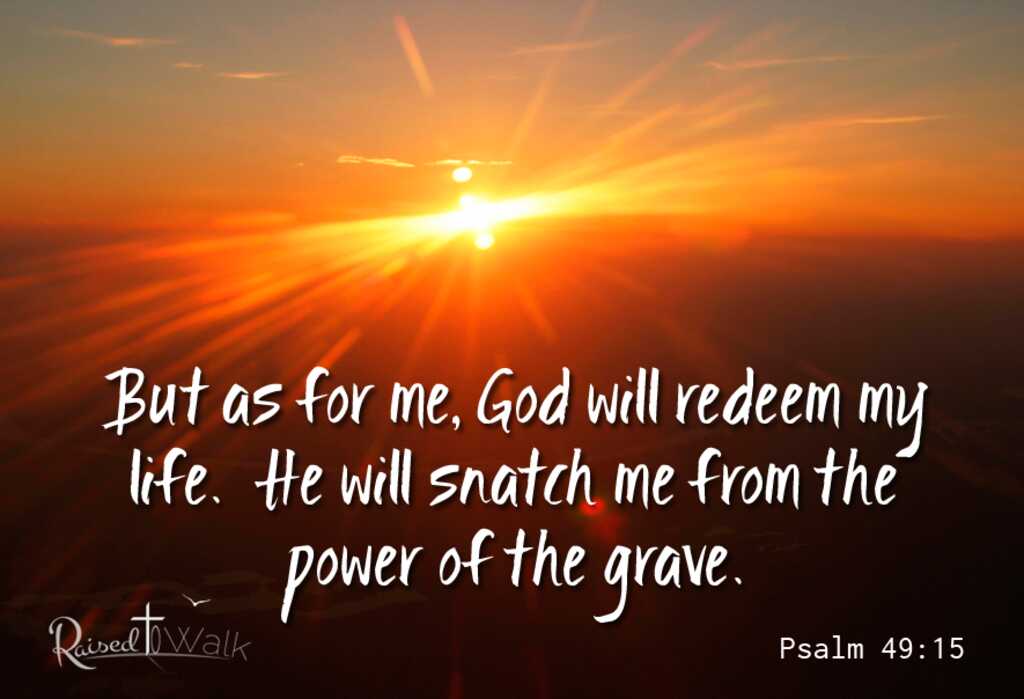 But as for me, God will redeem my
life. He will snatch me from the
power of the grave.
Raised to Walk
Psalm 49:15